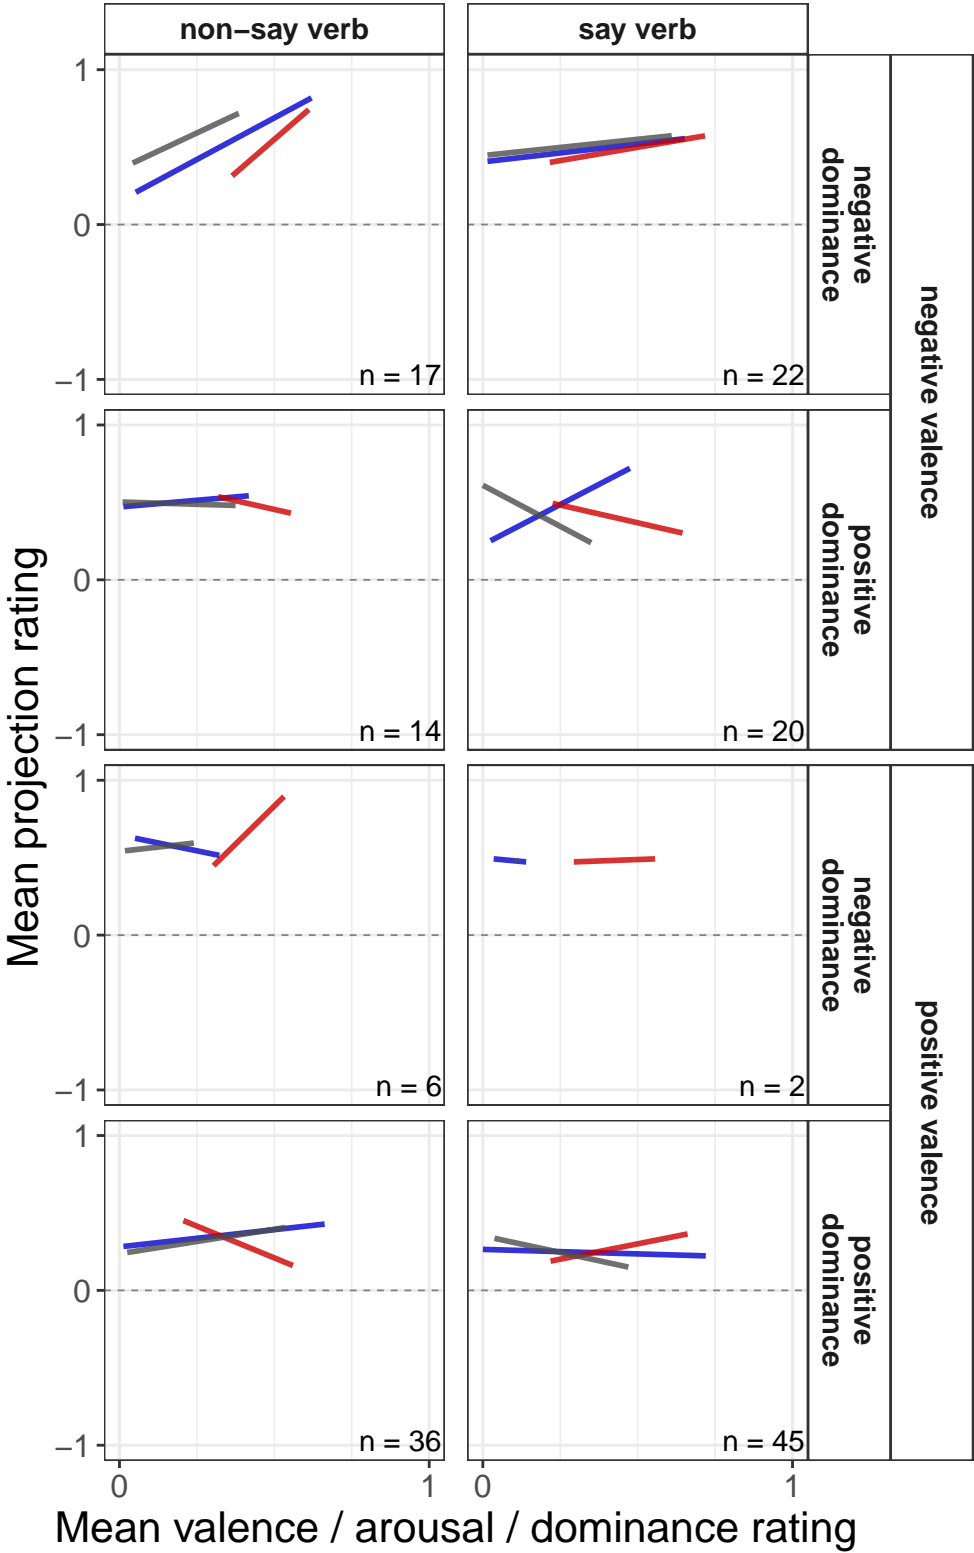 non−say verb
say verb
1
0
−1
n = 17
n = 22
negative
dominance
negative valence
1
0
−1
n = 14
n = 20
positive
dominance
1
0
−1
n = 6
n = 2
negative
dominance
positive valence
1
0
−1
n = 36
n = 45
positive
dominance
0
1
0
1
Mean projection rating
Mean valence / arousal / dominance rating